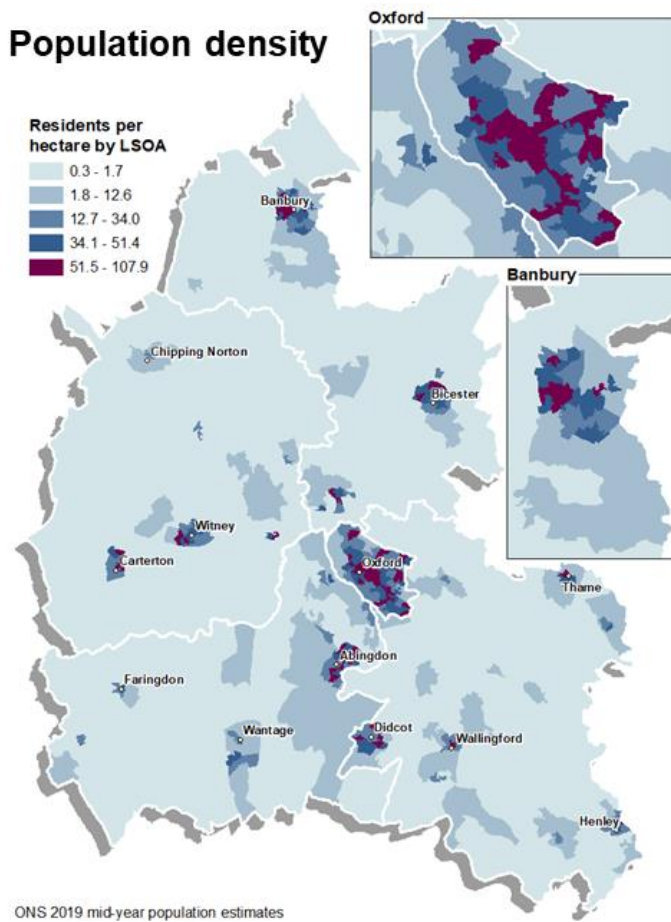 Population density
Oxford
Residents per
hectare by LSOA
0.3 - 1.7
1.8 - 12.6
12.7 - 34.0
34.1 - 51.4
51.5 - 107.9
Banbury
Banbury
Chipping Norton
Bicester
Witney
Carterton
Oxford
Thame
Abingdon
Faringdon
Wantage
Didcot
Wallingford
Henley
ONS 2019 mid-year population estimates